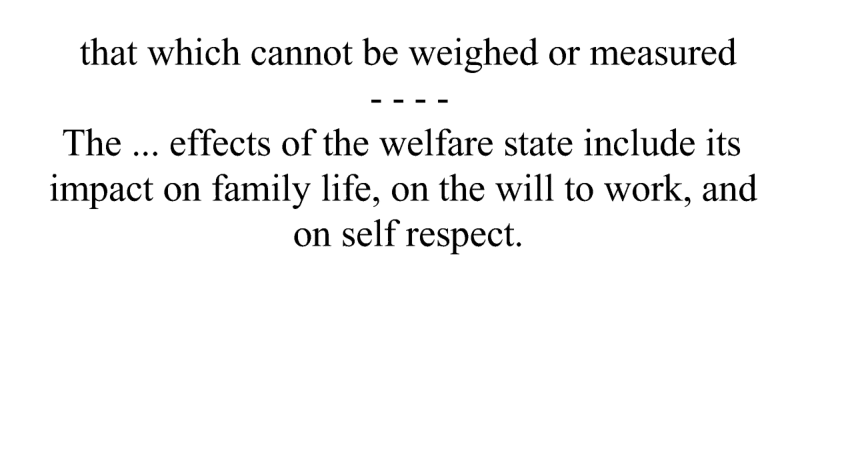 that which cannot be weighed or measured
- - - -
The ... effects of the welfare state include its
impact on family life, on the will to work, and
on self respect.